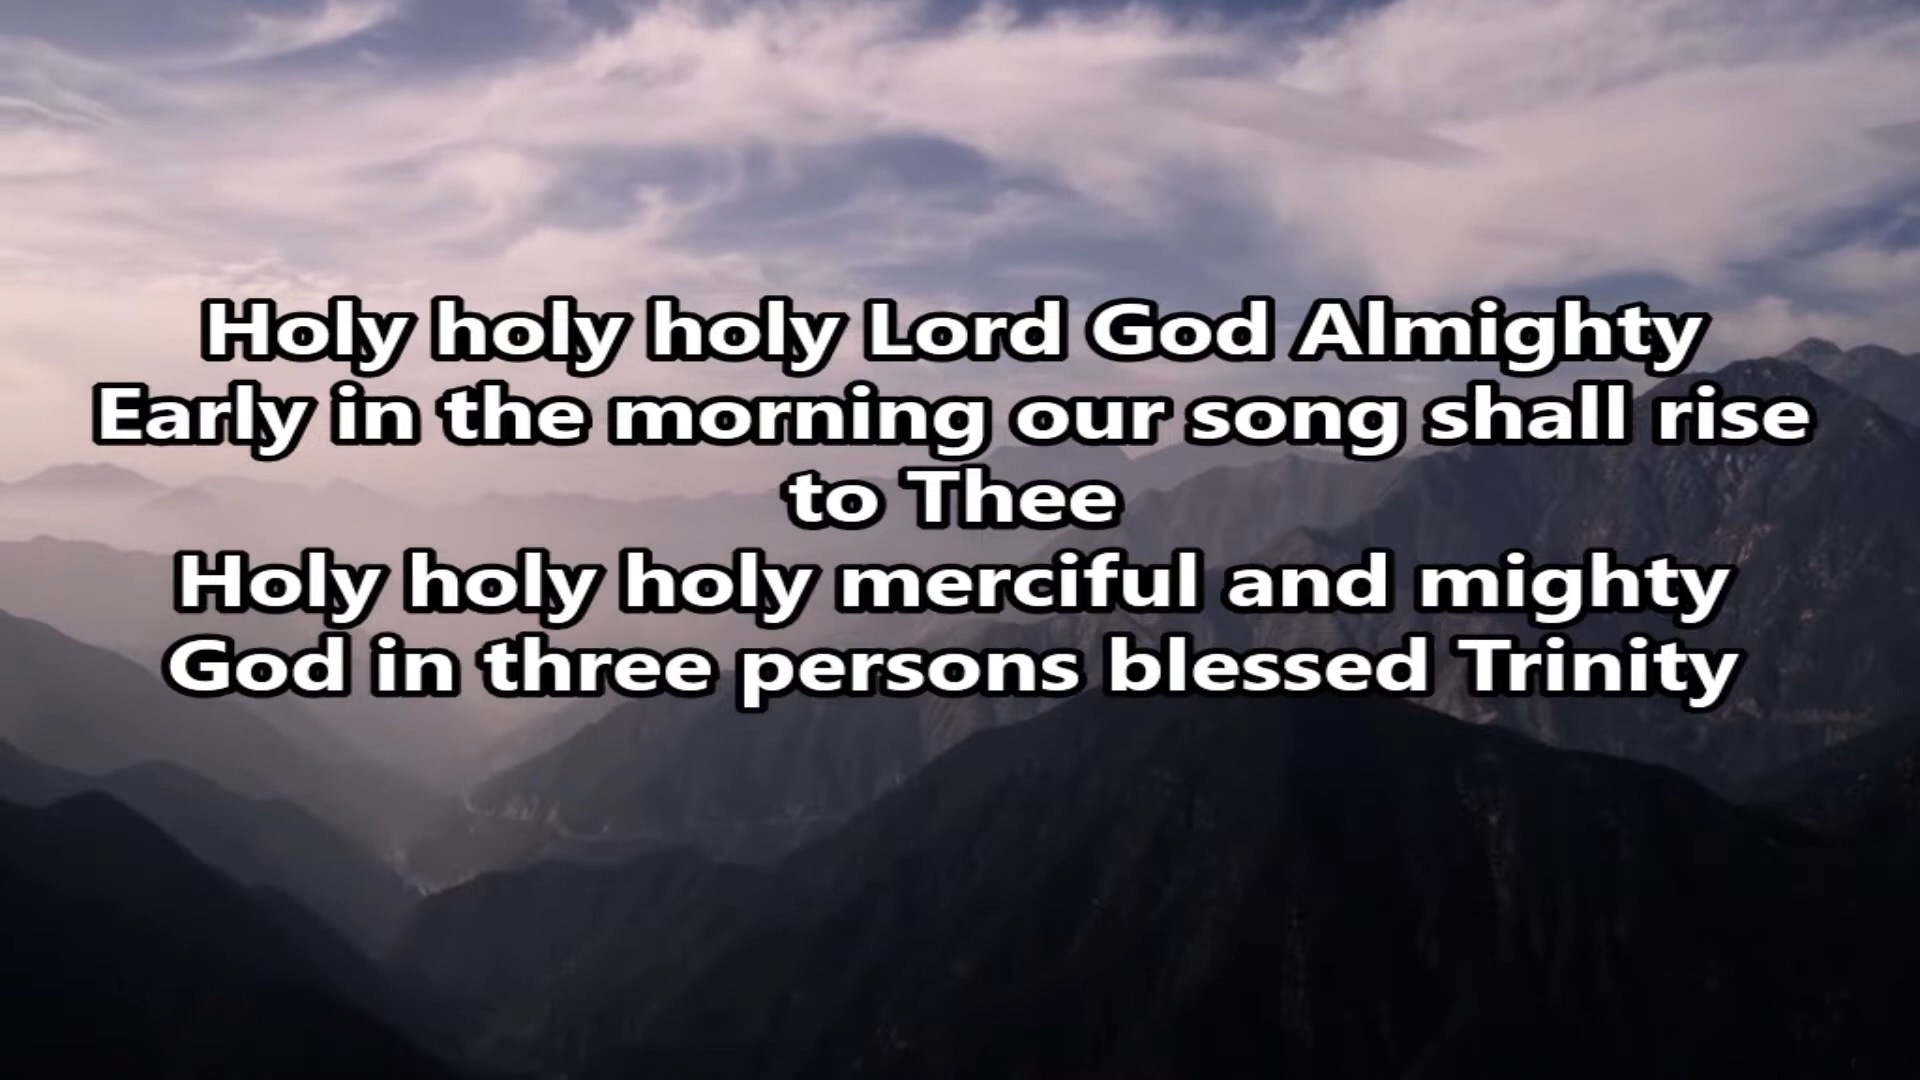 Holy holy holy Lord God Almighty
Early in the morning our song shall rise
to Thee
Holy holy holy merciful and mighty
God in three persons blessed Trinity